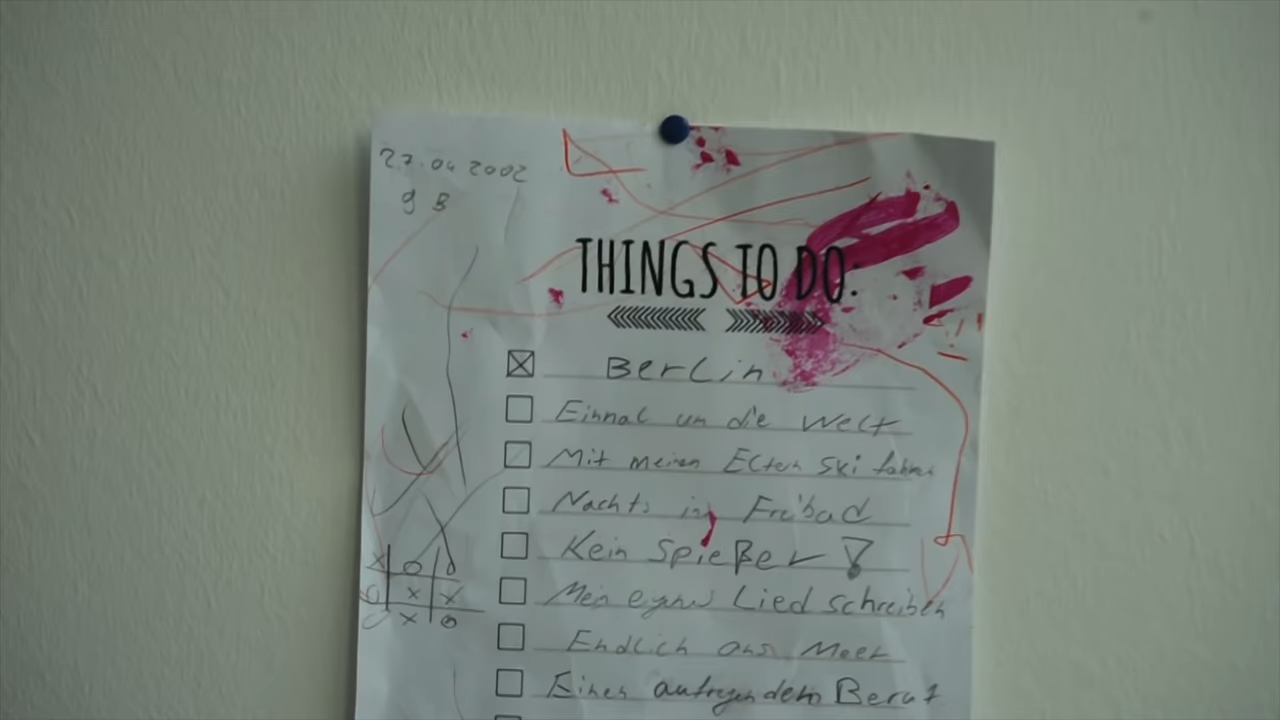 27.04 2002
9 B
THINGS TO DO:
Berlin
Einmal um die Welt
Mit meinen Eltern Ski fahren
Nachts in Freibad
Kein Spießer!
Mein eigenes Lied schreiben
Endlich ans Meer
Einen aufregenden Beruf
X O O
O X X
O X O